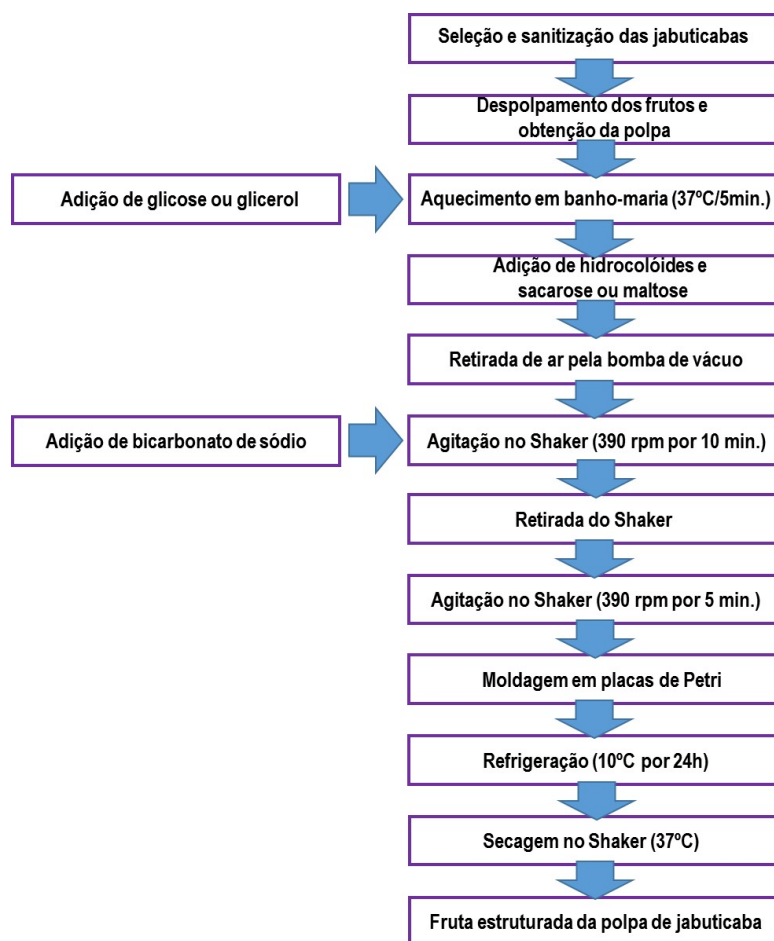 Seleção e sanitização das jabuticabas
Despolpamento dos frutos e
obtenção da polpa
Adição de glicose ou glicerol
Aquecimento em banho-maria (37ºC/5min.)
Adição de hidrocolóides e
sacarose ou maltose
Retirada de ar pela bomba de vácuo
Adição de bicarbonato de sódio
Agitação no Shaker (390 rpm por 10 min.)
Retirada do Shaker
Agitação no Shaker (390 rpm por 5 min.)
Moldagem em placas de Petri
Refrigeração (10ºC por 24h)
Secagem no Shaker (37ºC)
Fruta estruturada da polpa de jabuticaba